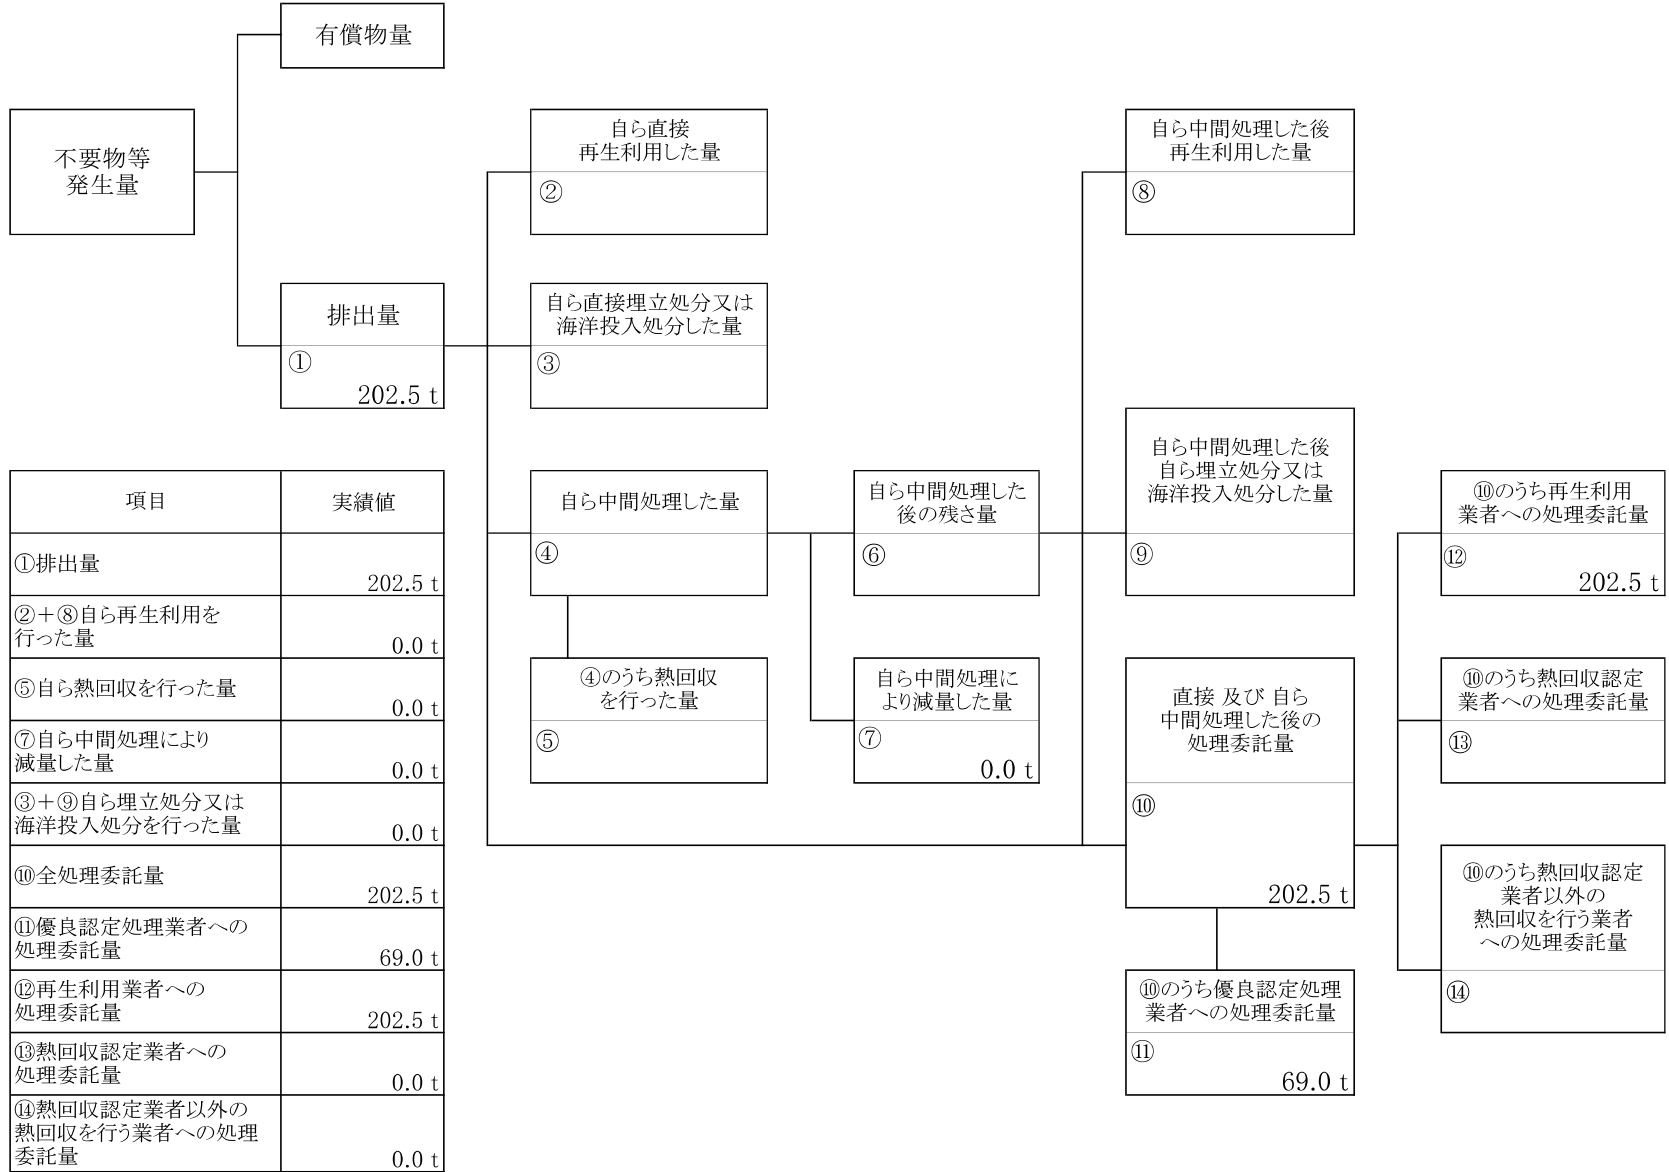 有償物量
不要物等
発生量
排出量
①
202.5 t
自ら直接
再生利用した量
②
自ら直接埋立処分又は
海洋投入処分した量
③
自ら中間処理した量
④
④のうち熱回収
を行った量
⑤
自ら中間処理した
後の残さ量
⑥
自ら中間処理に
より減量した量
⑦
0.0 t
自ら中間処理した後
再生利用した量
⑧
自ら中間処理した後
自ら埋立処分又は
海洋投入処分した量
⑨
直接 及び 自ら
中間処理した後の
処理委託量
⑩
202.5 t
⑩のうち優良認定処理
業者への処理委託量
⑪
69.0 t
⑩のうち再生利用
業者への処理委託量
⑫
202.5 t
⑩のうち熱回収認定
業者への処理委託量
⑬
⑩のうち熱回収認定
業者以外の
熱回収を行う業者
への処理委託量
⑭
項目 実績値
①排出量
202.5 t
②＋⑧自ら再生利用を
行った量
0.0 t
⑤自ら熱回収を行った量
0.0 t
⑦自ら中間処理により
減量した量
0.0 t
③＋⑨自ら埋立処分又は
海洋投入処分を行った量
0.0 t
⑩全処理委託量
202.5 t
⑪優良認定処理業者への
処理委託量
69.0 t
⑫再生利用業者への
処理委託量
202.5 t
⑬熱回収認定業者への
処理委託量
0.0 t
⑭熱回収認定業者以外の
熱回収を行う業者への処理
委託量
0.0 t